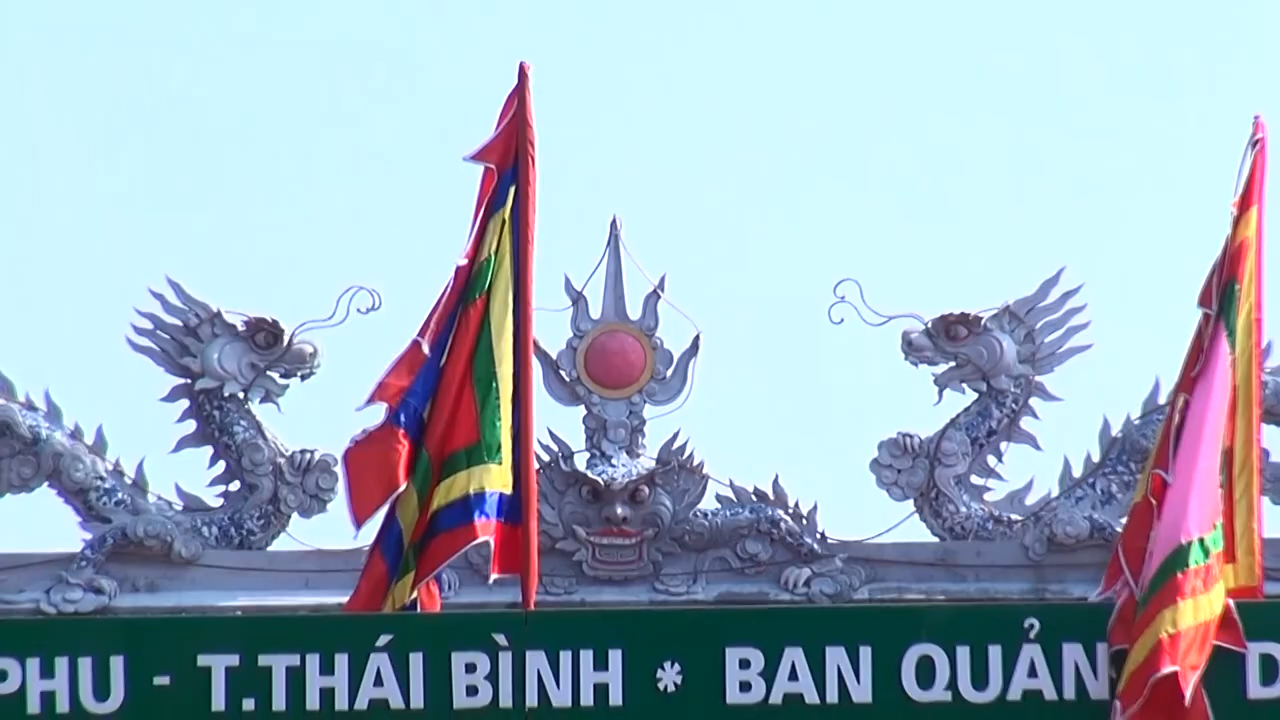 PHU - T.THÁI BÌNH * BAN QUẢN